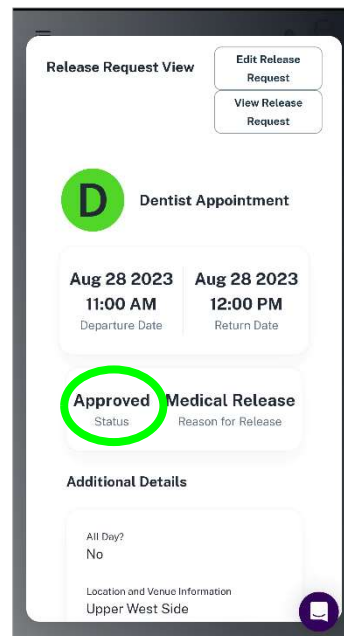 Release Request View
Edit Release
Request
View Release
Request
D
Dentist Appointment
Aug 28 2023
11:00 AM
Departure Date
Aug 28 2023
12:00 PM
Return Date
Approved
Status
Medical Release
Reason for Release
Additional Details
All Day?
No
Location and Venue Information
Upper West Side